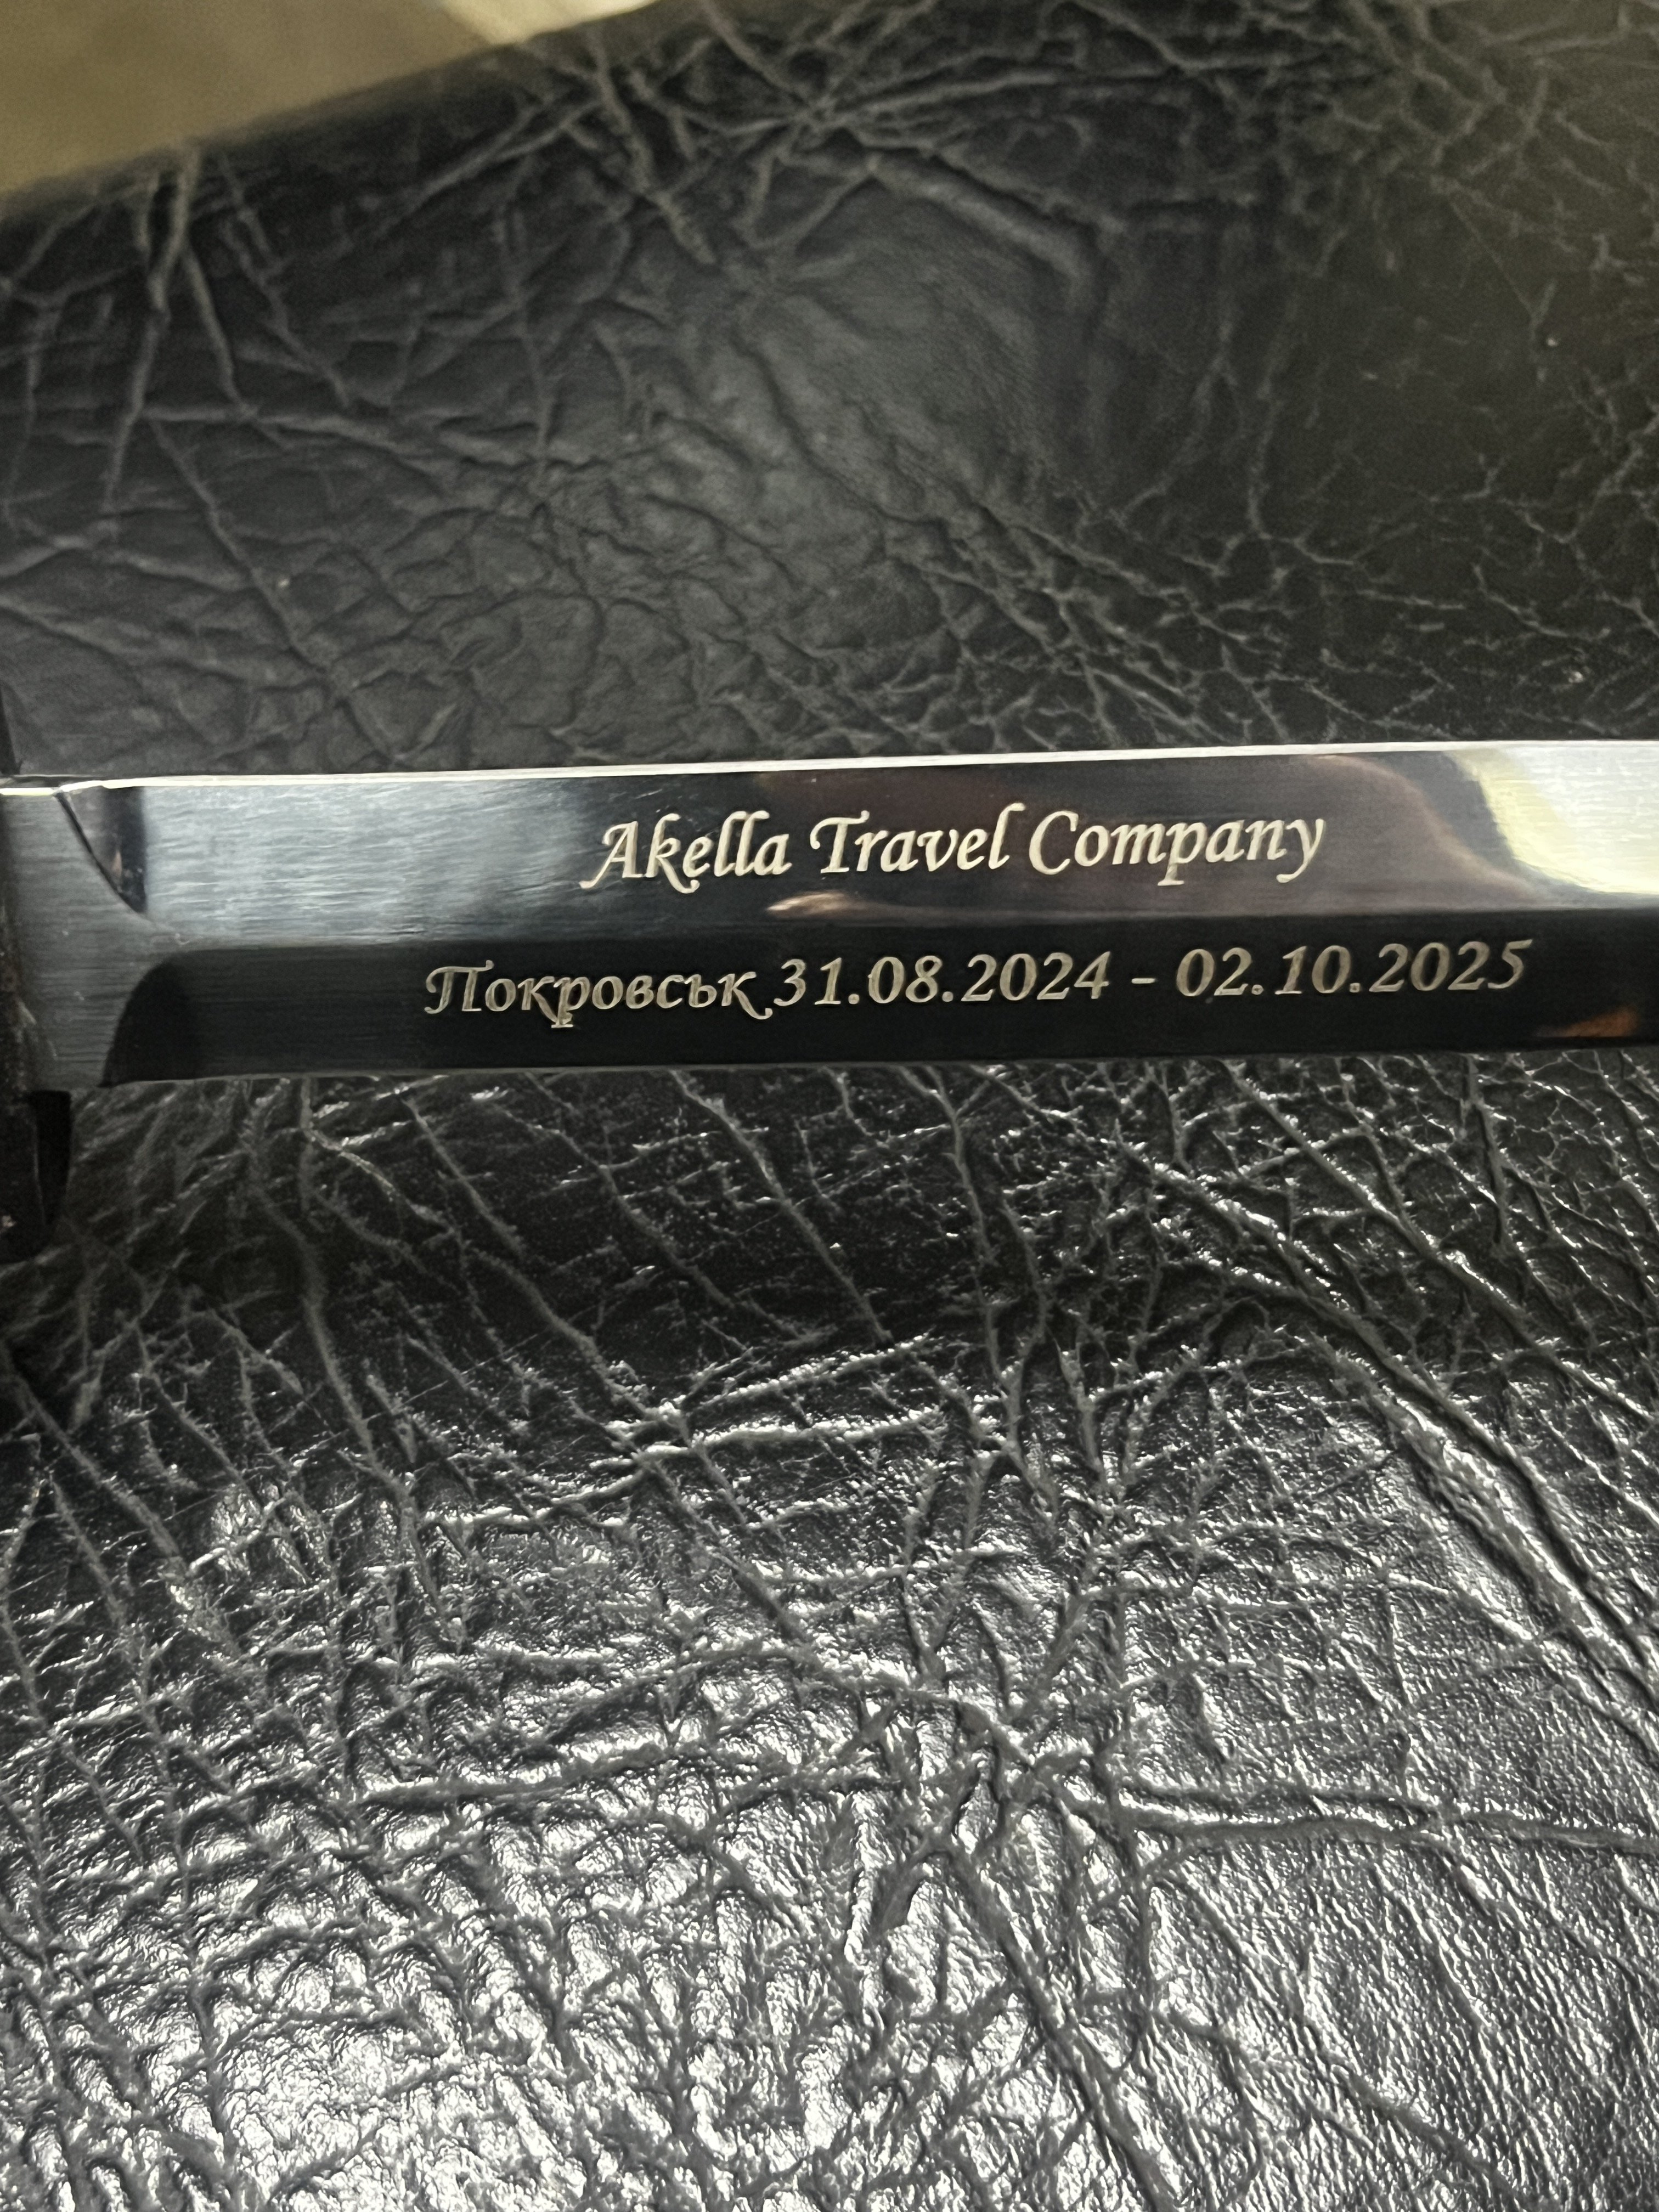 Akella Travel Company
Покровськ 31.08.2024 - 02.10.2025